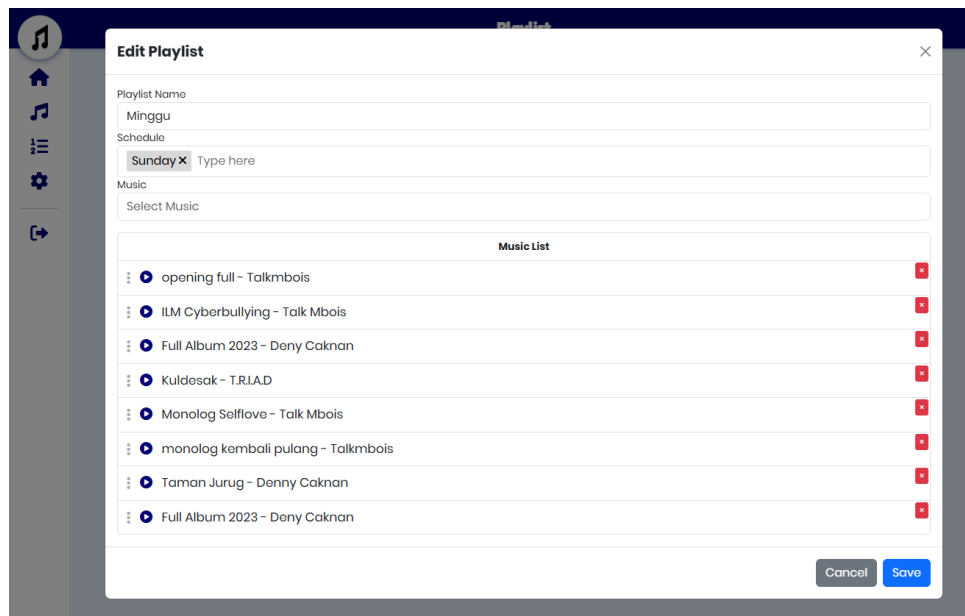 Playlist
Edit Playlist
Playlist Name
Minggu
Schedule
Sunday Type here
Music
Select Music
Music List
opening full - Talkmbois
ILM Cyberbullying - Talk Mbois
Full Album 2023 - Deny Caknan
Kuldesak - T.R.I.A.D
Monolog Selflove - Talk Mbois
monolog kembali pulang - Talkmbois
Taman Jurug - Denny Caknan
Full Album 2023 - Deny Caknan
Cancel Save